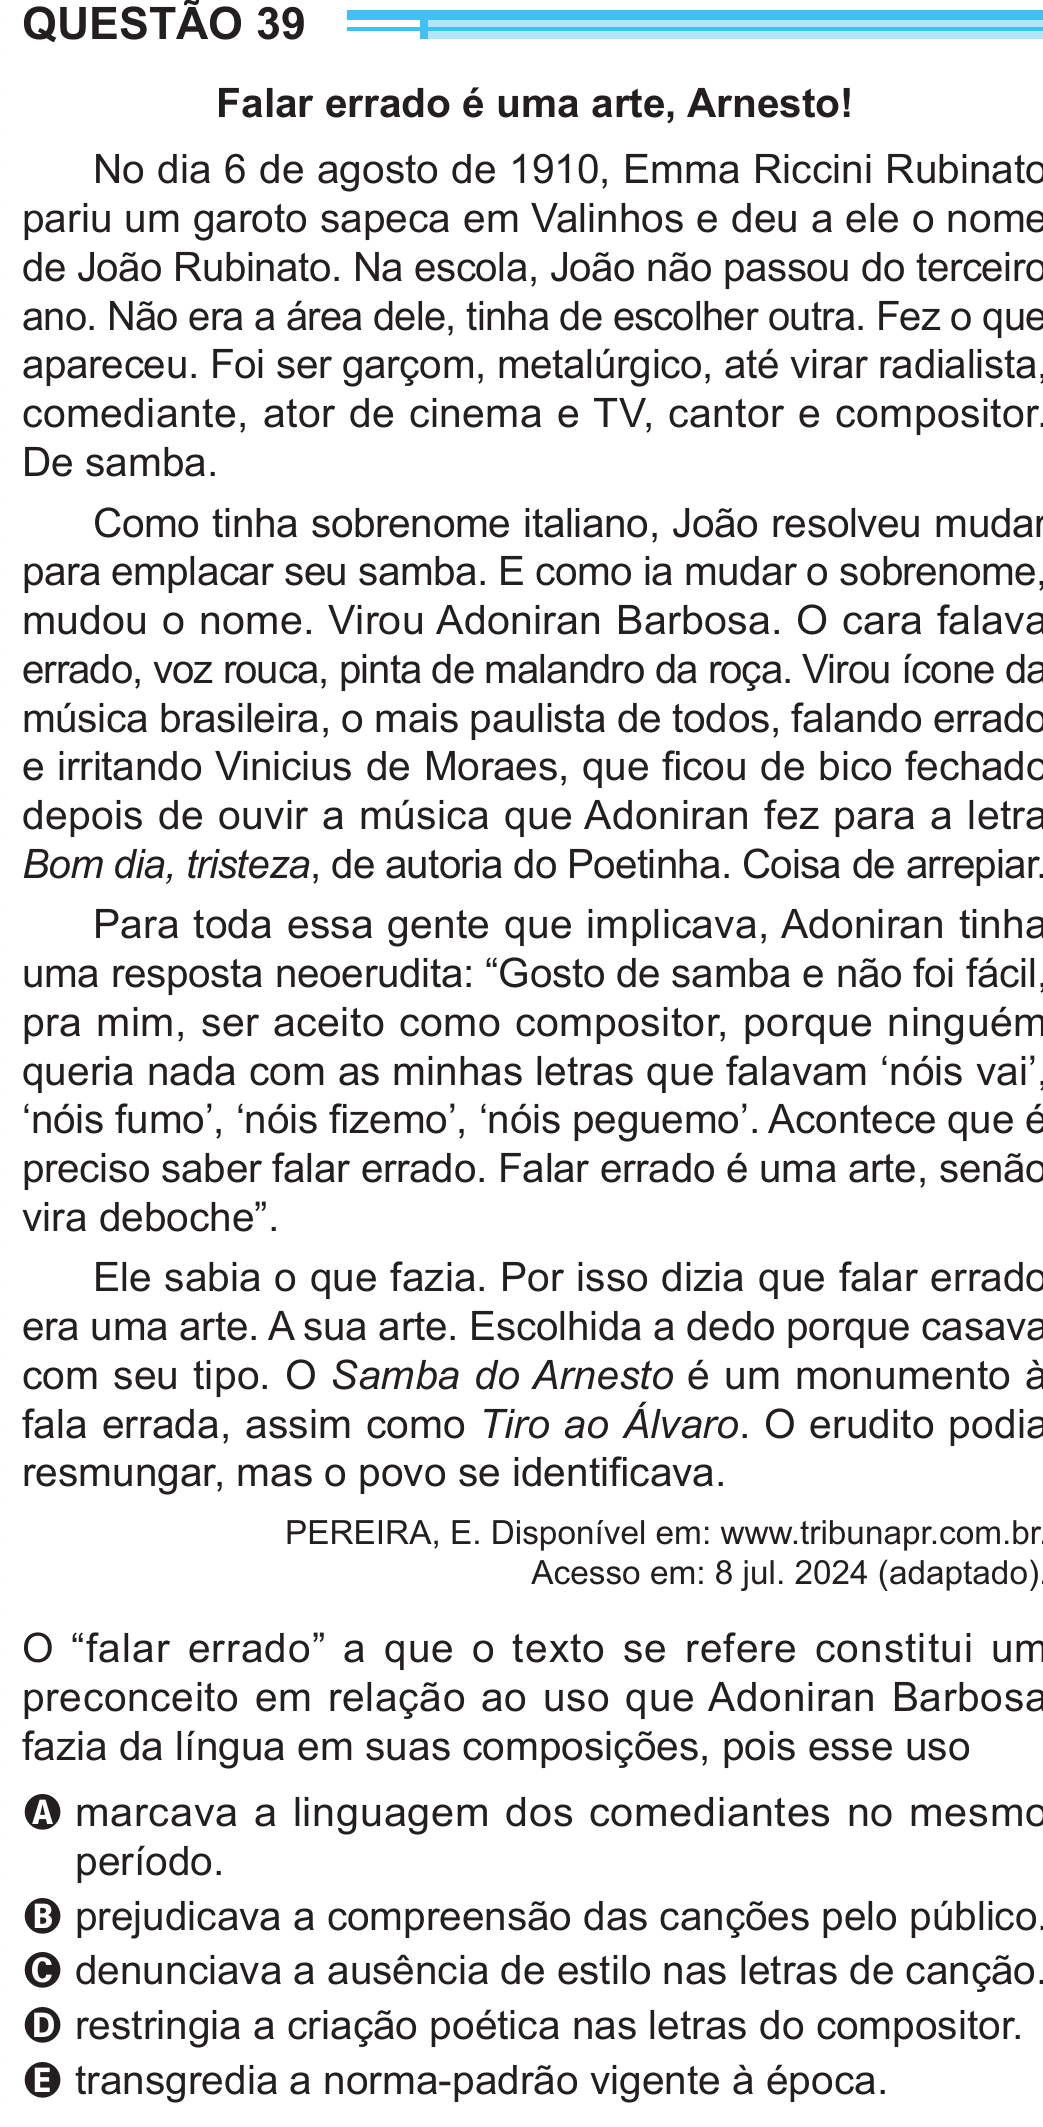 QUESTÃO 39
Falar errado é uma arte, Arnesto!
No dia 6 de agosto de 1910, Emma Riccini Rubinato
pariu um garoto sapeca em Valinhos e deu a ele o nome
de João Rubinato. Na escola, João não passou do terceiro
ano. Não era a área dele, tinha de escolher outra. Fez o que
apareceu. Foi ser garçom, metalúrgico, até virar radialista,
comediante, ator de cinema e TV, cantor e compositor.
De samba.
Como tinha sobrenome italiano, João resolveu mudar
para emplacar seu samba. E como ia mudar o sobrenome,
mudou o nome. Virou Adoniran Barbosa. O cara falava
errado, voz rouca, pinta de malandro da roça. Virou ícone da
música brasileira, o mais paulista de todos, falando errado
e irritando Vinicius de Moraes, que ficou de bico fechado
depois de ouvir a música que Adoniran fez para a letra
Bom dia, tristeza, de autoria do Poetinha. Coisa de arrepiar.
Para toda essa gente que implicava, Adoniran tinha
uma resposta neoerudita: “Gosto de samba e não foi fácil,
pra mim, ser aceito como compositor, porque ninguém
queria nada com as minhas letras que falavam ‘nóis vai’,
‘nóis fumo’, ‘nóis fizemo’, ‘nóis peguemo’. Acontece que é
preciso saber falar errado. Falar errado é uma arte, senão
vira deboche”.
Ele sabia o que fazia. Por isso dizia que falar errado
era uma arte. A sua arte. Escolhida a dedo porque casava
com seu tipo. O Samba do Arnesto é um monumento à
fala errada, assim como Tiro ao Álvaro. O erudito podia
resmungar, mas o povo se identificava.
PEREIRA, E. Disponível em: www.tribunapr.com.br.
Acesso em: 8 jul. 2024 (adaptado).
O “falar errado” a que o texto se refere constitui um
preconceito em relação ao uso que Adoniran Barbosa
fazia da língua em suas composições, pois esse uso
A marcava a linguagem dos comediantes no mesmo
período.
B prejudicava a compreensão das canções pelo público.
C denunciava a ausência de estilo nas letras de canção.
D restringia a criação poética nas letras do compositor.
E transgredia a norma-padrão vigente à época.